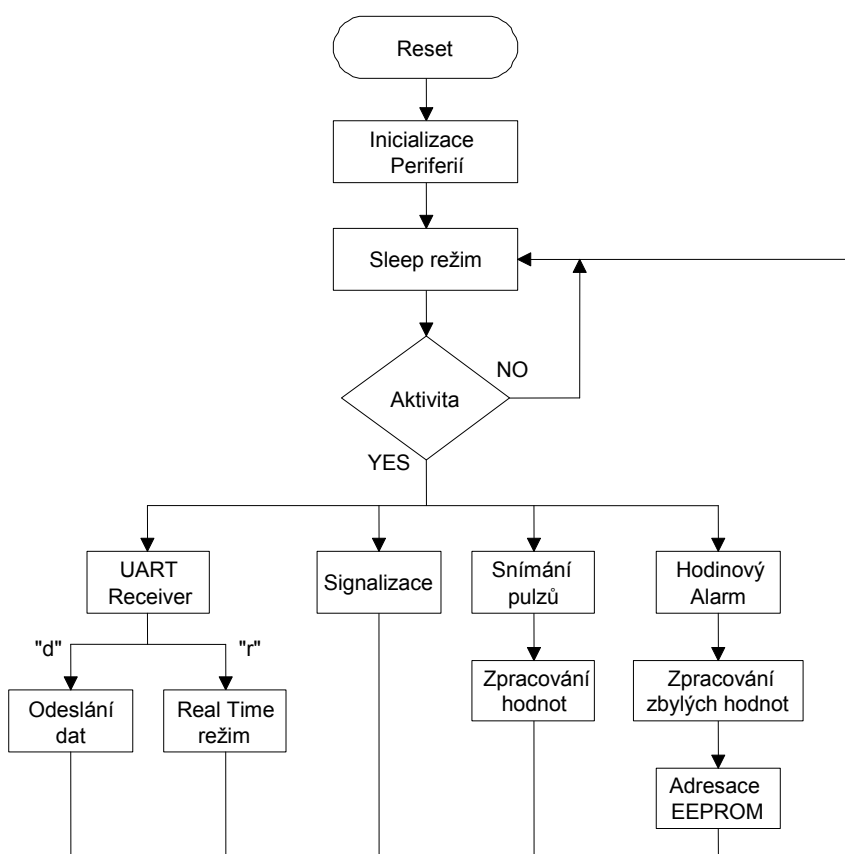 Reset
Inicializace
Periferií
Sleep režim
NO
Aktivita
YES
UART
Receiver
Signalizace
Snímání
pulzů
Hodinový
Alarm
"d"
"r"
Odeslání
dat
Real Time
režim
Zpracování
hodnot
Zpracování
zbylých hodnot
Adresace
EEPROM